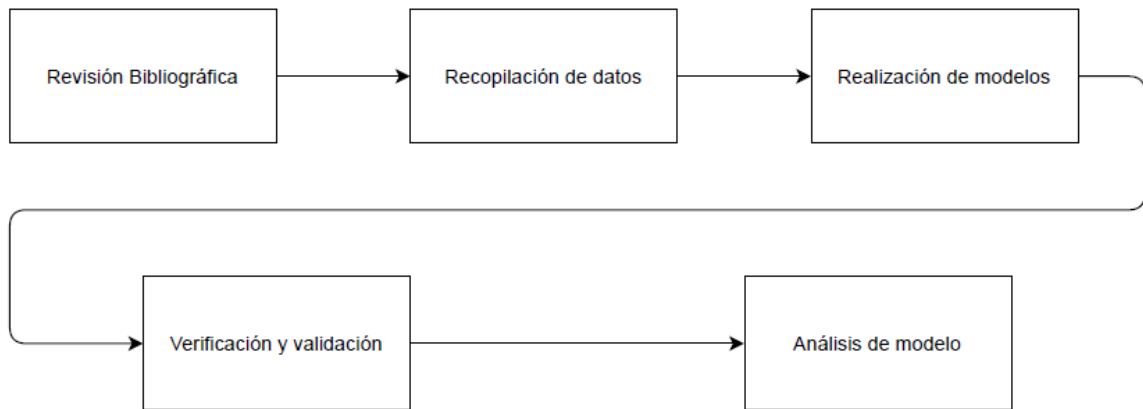 Revisión Bibliográfica
Recopilación de datos
Realización de modelos
Verificación y validación
Análisis de modelo